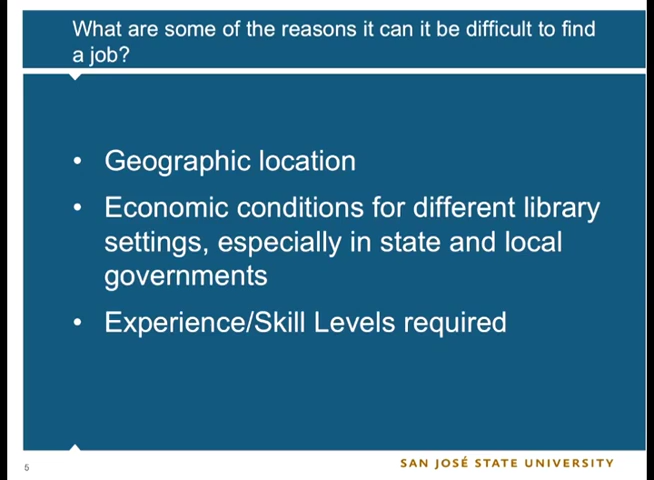 What are some of the reasons it can it be difficult to find
a job?
• Geographic location
• Economic conditions for different library
settings, especially in state and local
governments
• Experience/Skill Levels required
5
SAN JOSÉ STATE UNIVERSITY